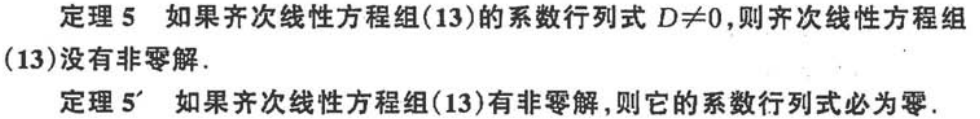 定理 5 如果齐次线性方程组(13)的系数行列式 D≠0,则齐次线性方程组
(13)没有非零解.
定理 5′ 如果齐次线性方程组(13)有非零解,则它的系数行列式必为零.